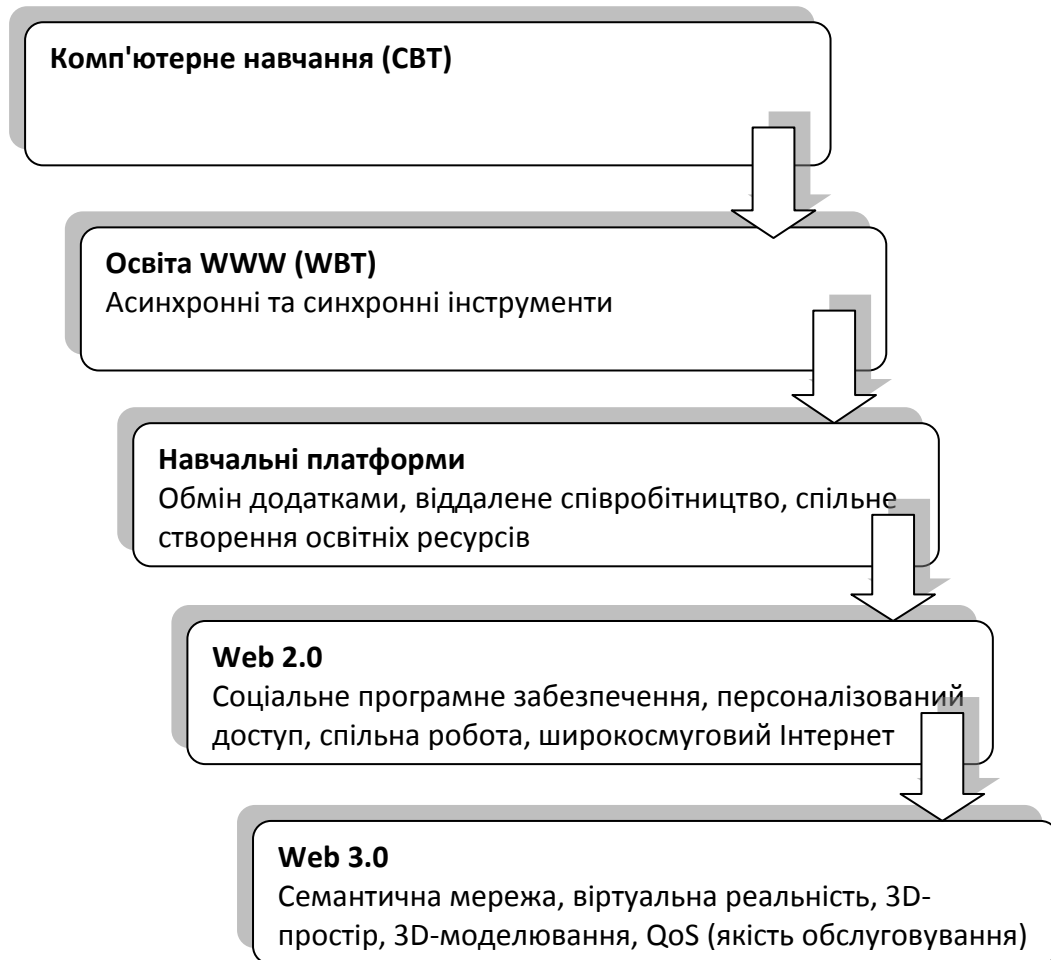 Комп'ютерне навчання (CBT)
Освіта WWW (WBT)
Асинхронні та синхронні інструменти
Навчальні платформи
Обмін додатками, віддалене співробітництво, спільне
створення освітніх ресурсів
Web 2.0
Соціальне програмне забезпечення, персоналізований
доступ, спільна робота, широкосмуговий Інтернет
Web 3.0
Семантична мережа, віртуальна реальність, 3D-
простір, 3D-моделювання, QoS (якість обслуговування)